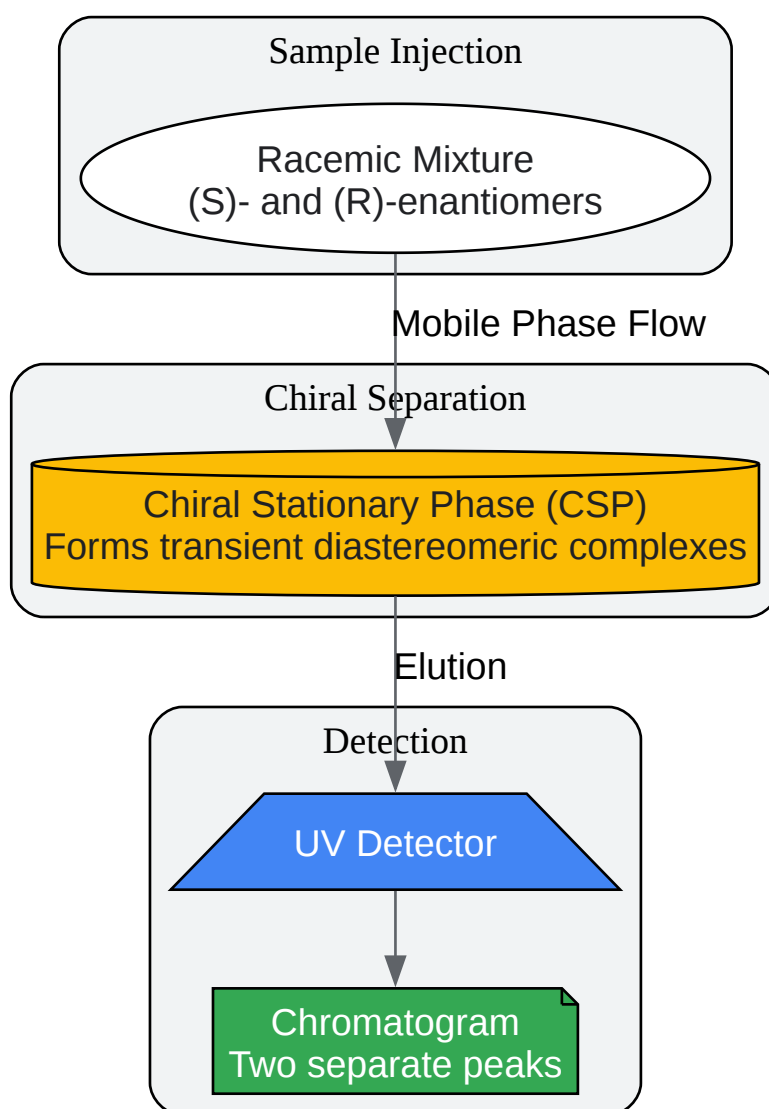 Sample Injection
Racemic Mixture
(S)- and (R)-enantiomers
Mobile Phase Flow
Chiral Separation
Chiral Stationary Phase (CSP)
Forms transient diastereomeric complexes
Elution
Detection
UV Detector
Chromatogram
Two separate peaks